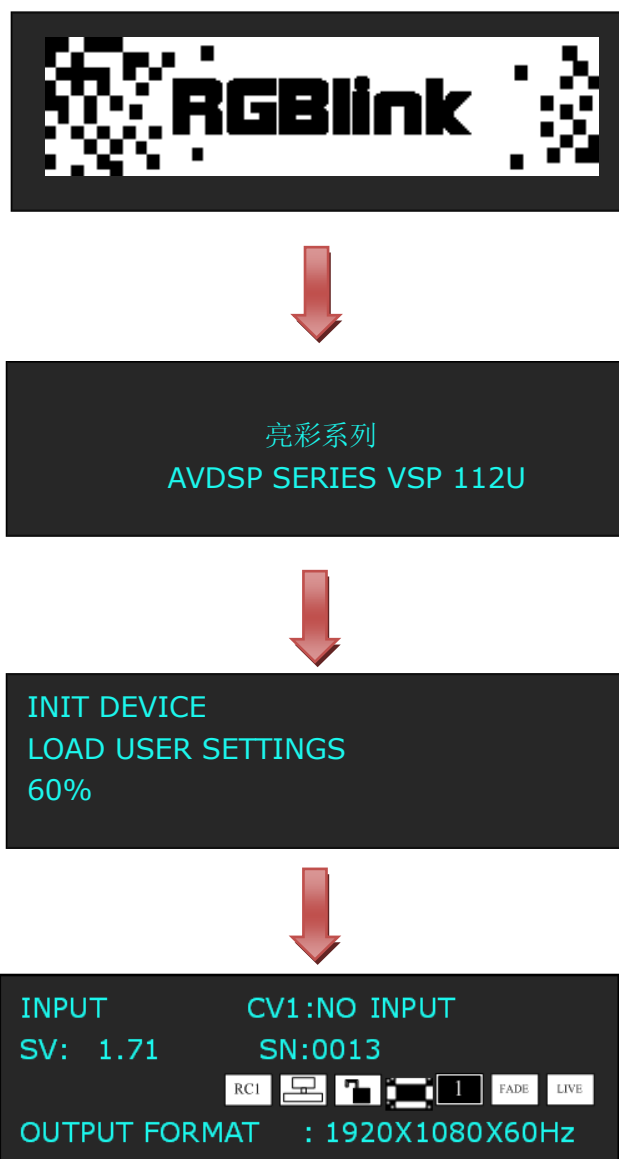 RGBlink
亮彩系列
AVDSP SERIES VSP 112U
INIT DEVICE
LOAD USER SETTINGS
60%
INPUT CV1:NO INPUT
SV: 1.71 SN:0013
RC1 1 FADE LIVE
OUTPUT FORMAT : 1920X1080X60Hz